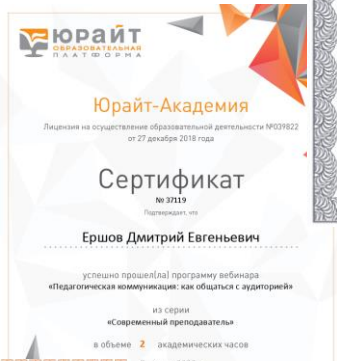 юрайт
ОБРАЗОВАТЕЛЬНАЯ
ПЛАТФОРМА
Юрайт-Академия
Лицензия на осуществление образовательной деятельности №039822
от 27 декабря 2018 года
Сертификат
№ 37119
Подтверждает, что
Ершов Дмитрий Евгеньевич
успешно прошел(ла) программу вебинара
«Педагогическая коммуникация: как общаться с аудиторией»
из серии
«Современный преподаватель»
в объеме 2 академических часов